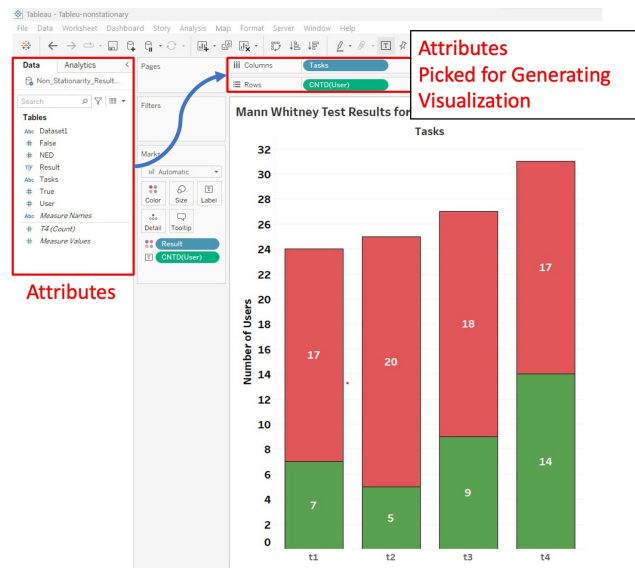 Tableau - Tableu-nonstationary
File Data Worksheet Dashboard Story Analysis Map Format Server Window Help
Data Analytics
Non_Stationarity_Result...
Search
Tables
Abc Dataset1
# False
# NED
T|F Result
Abc Tasks
# True
# User
Abc Measure Names
# T4 (Count)
# Measure Values
Attributes
Pages
Filters
Marks
Automatic
Color Size Label
Detail Tooltip
Result
CNTD(User)
Columns Tasks
Rows CNTD(User)
Attributes
Picked for Generating
Visualization
Mann Whitney Test Results for
Tasks
Number of Users
32
30
28
26
24
22
20
18
16
14
12
10
8
6
4
2
0
17
7
20
5
18
9
17
14
t1 t2 t3 t4